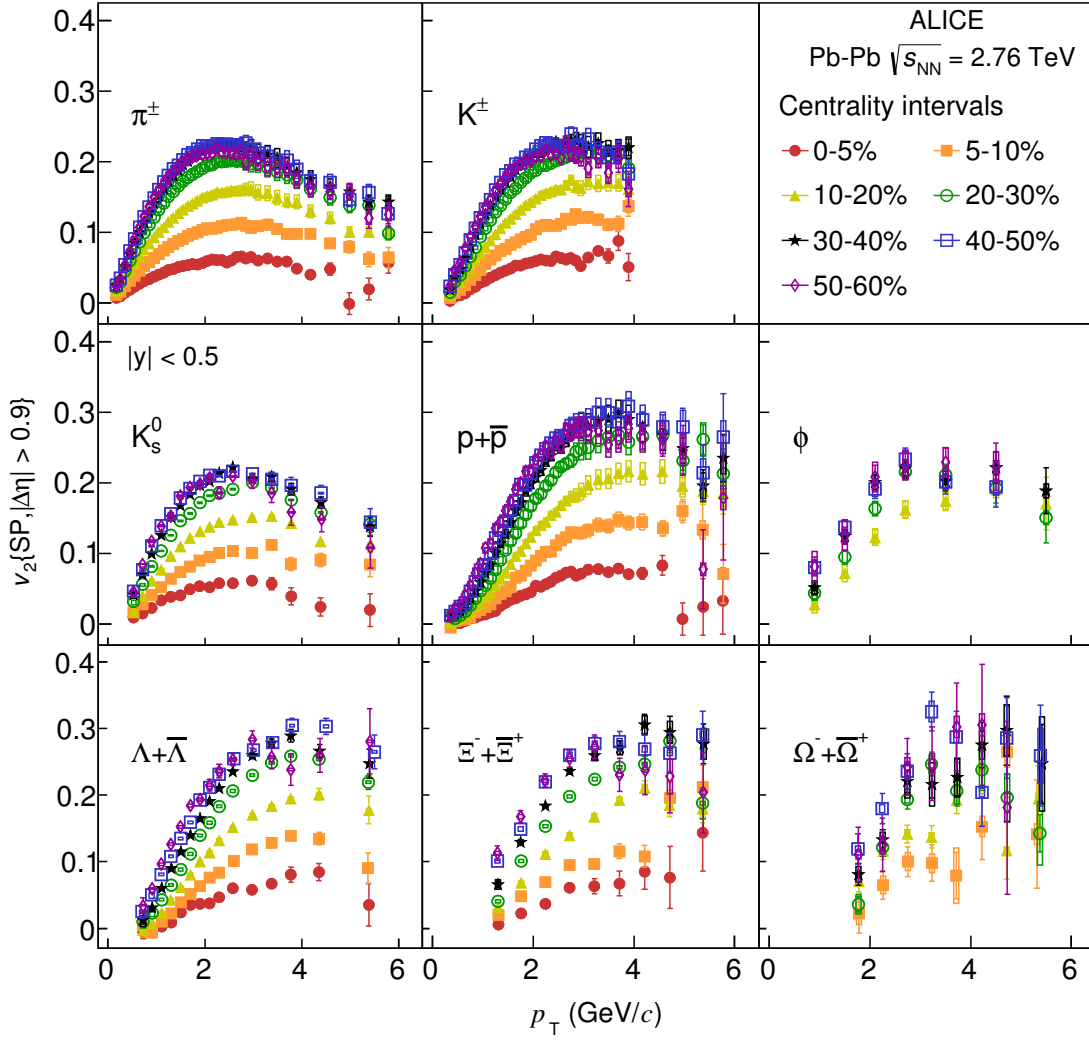 ALICE
Pb-Pb √s_NN = 2.76 TeV
Centrality intervals
0-5%
5-10%
10-20%
20-30%
30-40%
40-50%
50-60%
0.4
0.3
0.2
0.1
0
π±
K±
0.4
0.3
0.2
0.1
0
|y| < 0.5
K⁰s
p+p̅
ϕ
0.4
0.3
0.2
0.1
0
Λ+Λ̅
Ξ⁻+Ξ̅⁺
Ω⁻+Ω̅⁺
v₂{SP,|Δη| > 0.9}
0 2 4 6
0 2 4 6
0 2 4 6
p_T (GeV/c)